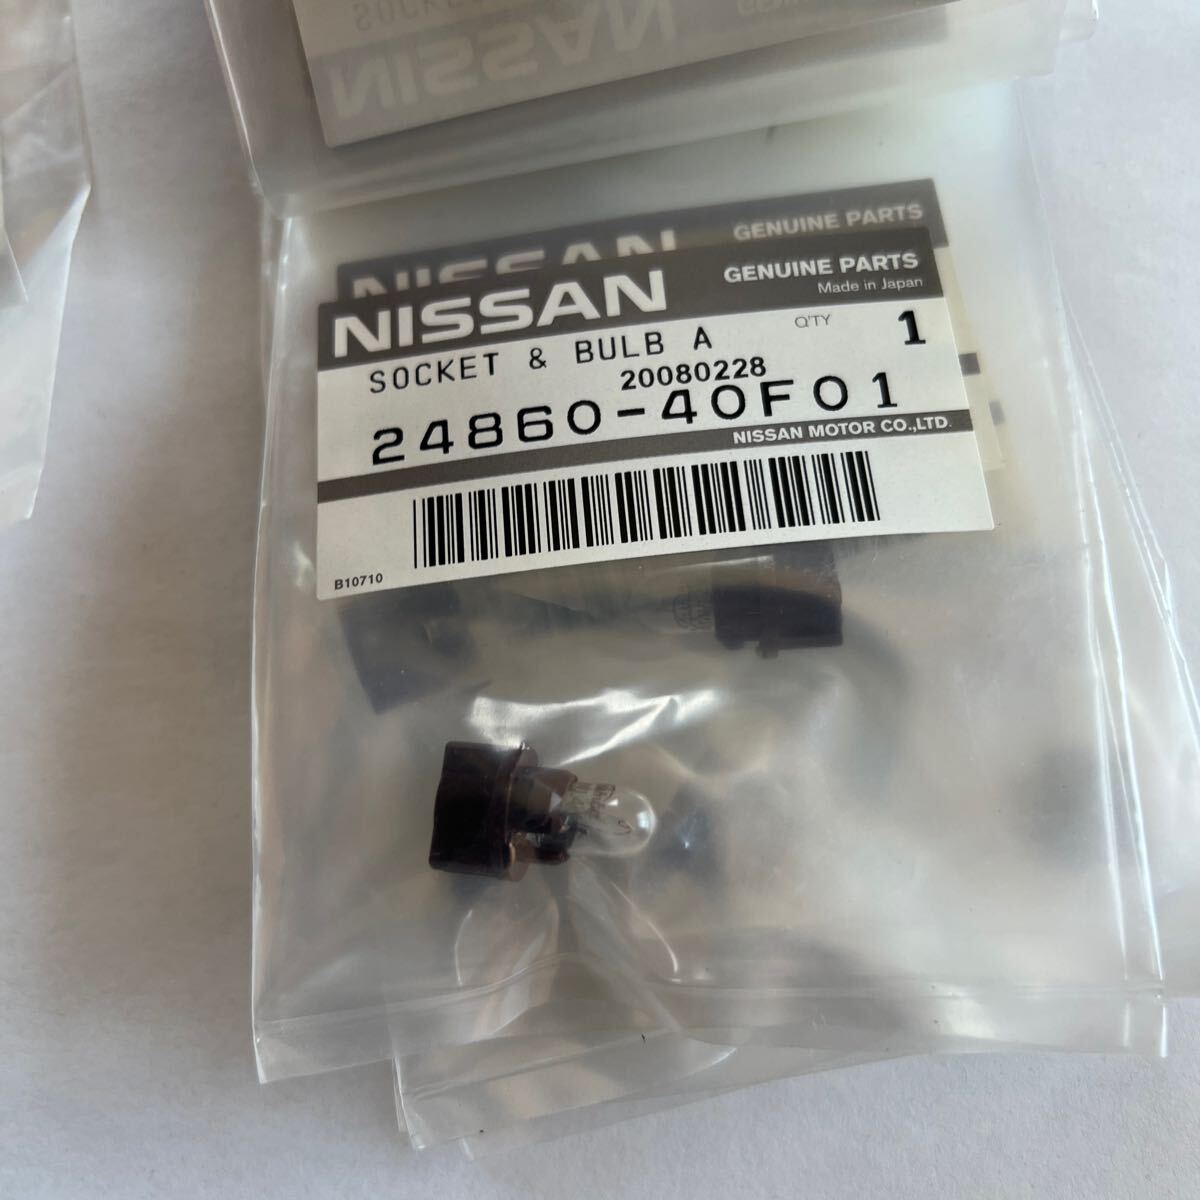 SOCKET
NISSAN
GENUINE PARTS
NISSAN
NISSAN
GENUINE PARTS
Made in Japan
SOCKET & BULB A
Q'TY
1
20080228
24860-40F01
NISSAN MOTOR CO.,LTD.
B10710